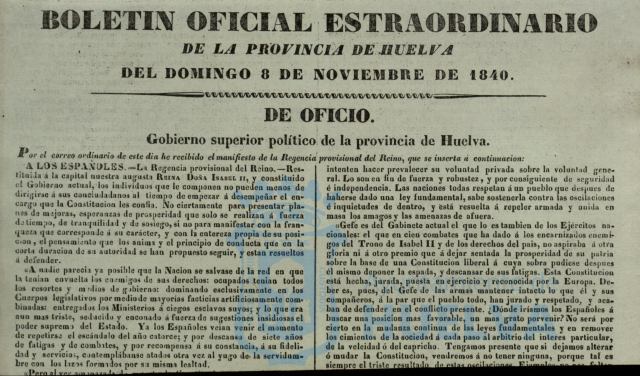 BOLETIN OFICIAL ESTRAORDINARIO
DE LA PROVINCIA DE HUELVA
DEL DOMINGO 8 DE NOVIEMBRE DE 1840.
DE OFICIO.
Gobierno superior político de la provincia de Huelva.
Por el correo ordinario de este dia he recibido el manifiesto de la Regencia provisional del Reino, que se inserta á continuacion:
A LOS ESPAÑOLES.—La Regencia provisional del Reino.—Res-
tituida á la capital nuestra augusta REINA DOÑA ISABEL II, y constituido
el Gobierno actual, los individuos que le componen no pueden menos de
dirigirse á sus conciudadanos al tiempo de empezar á desempeñar el en-
cargo que la Constitucion les confia. No ciertamente para presentar pla-
nes de mejoras, esperanzas de prosperidad que solo se realizan á fuerza
de tiempo, de tranquilidad y de sosiego, si no para manifestar con la fran-
queza que corresponde á su carácter, y con la entereza propia de su posi-
cion, el pensamiento que los anima y el principio de conducta que en la
corta duracion de su autoridad se han propuesto seguir, y estan resueltos
á defender.
«A nadie parecia ya posible que la Nacion se salvase de la red en que
la tenian envuelta los enemigos de sus derechos: ocupados tenian todos
los resortes y medios de gobierno: dominando esclusivamente en los
Cuerpos legislativos por medio de mayorias facticias artificiosamente com-
binadas: entregados los Ministerios á ciegos esclavos suyos; y lo que era
aun mas triste, seducido y enconado á fuerza de sugestiones insidiosas el
poder supremo del Estado. Ya los Españoles veian venir el momento
de repetirse el escándalo del año catorce; y por descanso de siete años
de fatigas y de combates, y por recompensa á su constancia, á su fideli-
dad y servicios, contemplábanse atados otra vez al yugo de la servidum-
bre con los lazos formados por su misma lealtad.
intenten hacer prevalecer su voluntad privada sobre la voluntad gene-
ral. Lo son en fin de fuerza y robustez, y por consiguiente de seguridad
é independencia. Las naciones todas respetan á un pueblo que despues de
haberse dado una ley fundamental, sabe sostenerla contra las oscilaciones
é inquietudes de dentro, y está resuelta á repeler armada y unida en
masa los amagos y las amenazas de afuera.
«Gefe es del Gabinete actual el que lo es tambien de los Ejércitos na-
cionales: el que en cien combates que ha dado á los encarnizados enemi-
gos del Trono de Isabel II y de los derechos del pais, no aspiraba á otra
gloria ni á otro premio que á dejar sentada la prosperidad de su patria
sobre la base de una Constitucion liberal á cuya sombra pudiese despues
él mismo deponer la espada, y descansar de sus fatigas. Esta Constitucion
está hecha, jurada, puesta en ejercicio y reconocida por la Europa. De-
ber es, pues, del Gefe de las armas mantener intacto lo que él y sus
compañeros, á la par que el pueblo todo, han jurado y respetado, y aca-
ban de defender en el conflicto presente. ¿Dónde iriamos los Españoles á
buscar una posicion mas favorable, un mas grato porvenir? No será por
cierto en la mudanza continua de las leyes fundamentales, y en remover
los cimientos de la sociedad á cada paso al arbitrio del interes particular,
de la veleidad ó del capricho. Tengamos presente que si dejamos alterar
ó mudar la Constitucion, vendremos á no tener ninguna, porque tal es
siempre el triste resultado de estas oscilaciones.